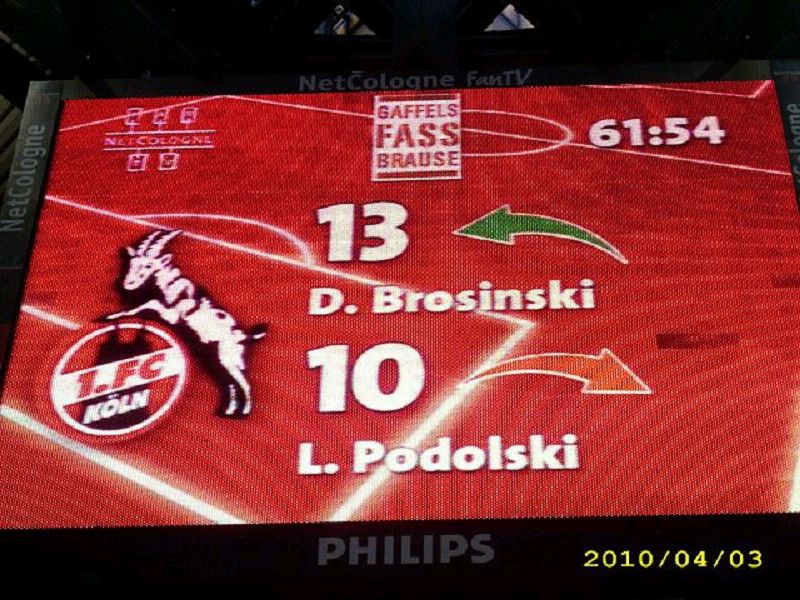 NetCologne FanTV
NetCologne
NETCOLOGNE
GAFFELS
FASS
BRAUSE
61:54
13
D. Brosinski
10
L. Podolski
1.FC
KÖLN
PHILIPS
2010/04/03